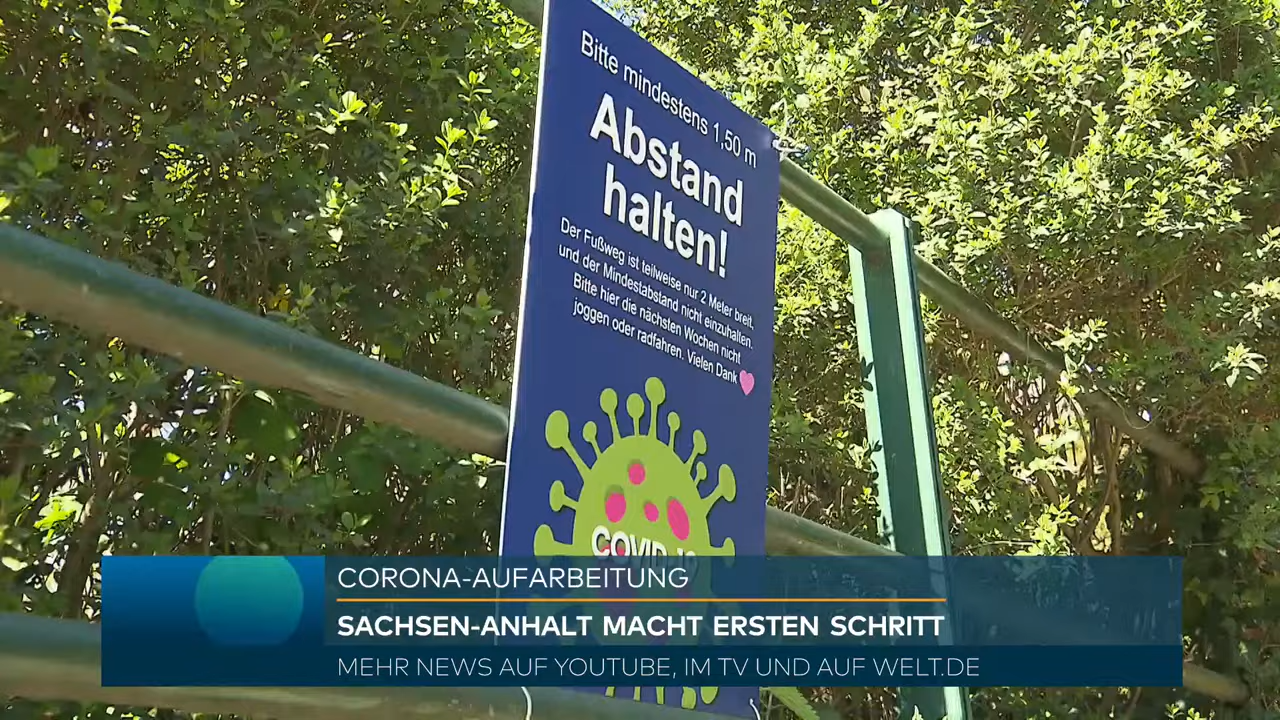 Bitte mindestens 1,50 m
Abstand
halten!
Der Fußweg ist teilweise nur 2 Meter breit,
und der Mindestabstand nicht einzuhalten.
Bitte hier die nächsten Wochen nicht
joggen oder radfahren. Vielen Dank
COVID-19
CORONA-AUFARBEITUNG
SACHSEN-ANHALT MACHT ERSTEN SCHRITT
MEHR NEWS AUF YOUTUBE, IM TV UND AUF WELT.DE